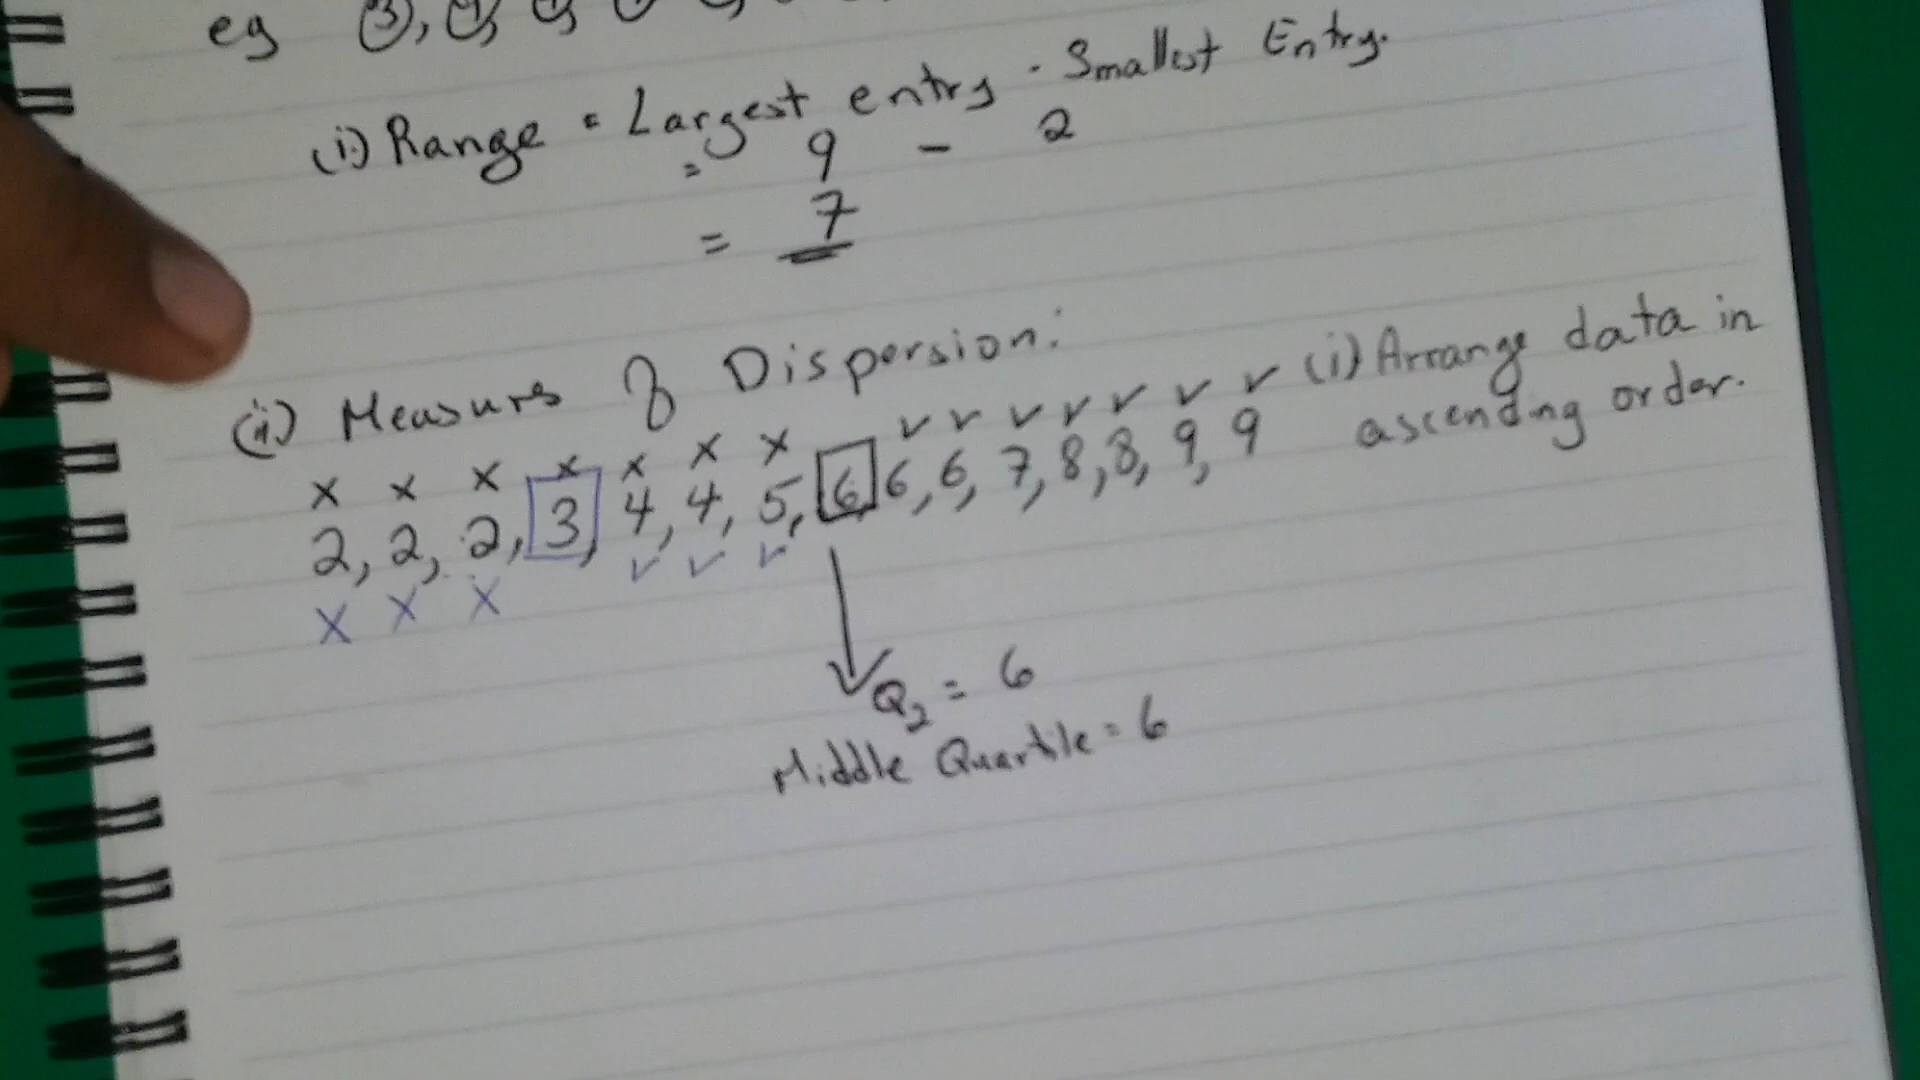 eg 3,
(i) Range = Largest entry - Smallest Entry.
= 9 - 2
= 7
(ii) Measures of Dispersion:
2, 2, 2, 3, 4, 4, 5, 6, 6, 6, 7, 8, 8, 9, 9 (i) Arrange data in
ascending order.
Q2 = 6
Middle Quartile = 6